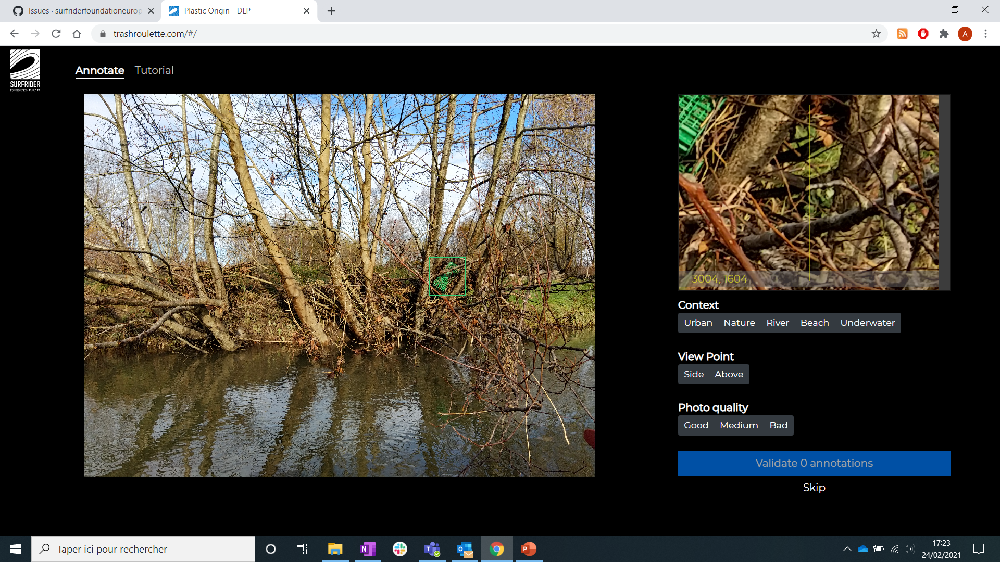 Issues · surfriderfoundationeurop
Plastic Origin - DLP
trashroulette.com/#/
A
SURFRIDER
FOUNDATION EUROPE
Annotate
Tutorial
3004, 1604
Context
Urban Nature River Beach Underwater
View Point
Side Above
Photo quality
Good Medium Bad
Validate 0 annotations
Skip
Taper ici pour rechercher
17:23
24/02/2021